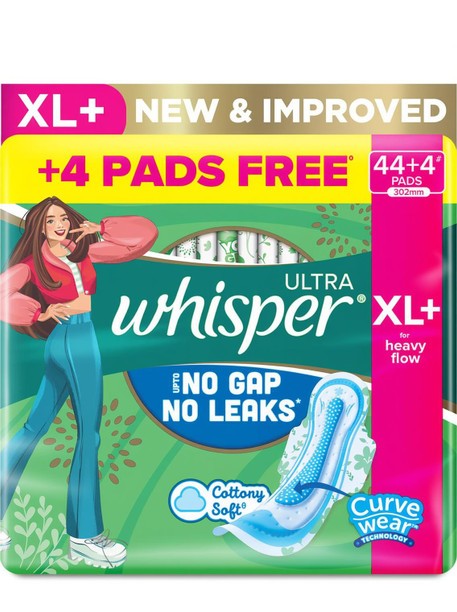 XL+ NEW & IMPROVED
+4 PADS FREE°
44+4#
PADS
302mm
ULTRA
whisper®
XL+
for
heavy
flow
UPTO NO GAP
NO LEAKS*
Cottony
Soft
Curve
wear™
TECHNOLOGY